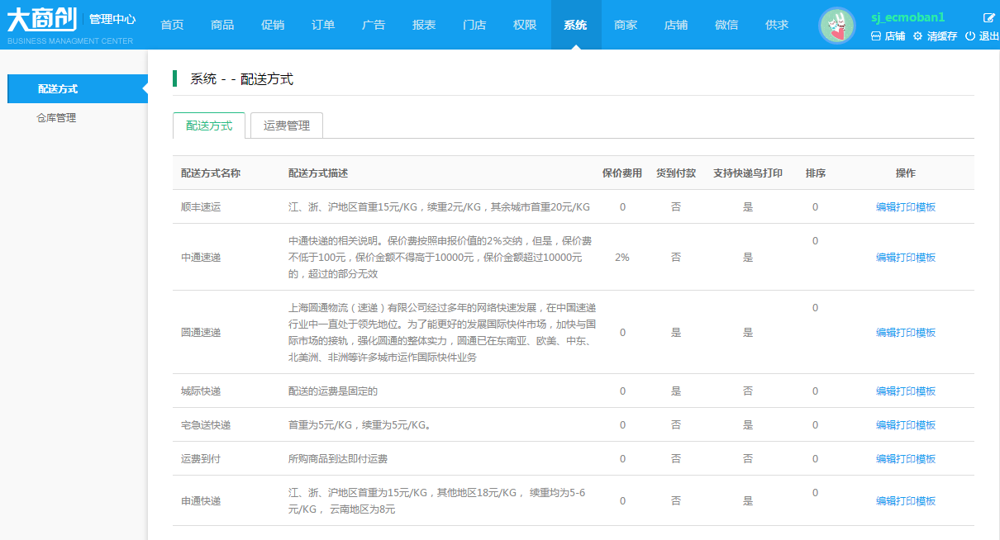 大商创 管理中心
BUSINESS MANAGMENT CENTER
首页 商品 促销 订单 广告 报表 门店 权限 系统 商家 店铺 微信 供求
sj_ecmoban1
店铺 清缓存 退出
配送方式
仓库管理
系统 - - 配送方式
配送方式 运费管理
配送方式名称 配送方式描述 保价费用 货到付款 支持快递鸟打印 排序 操作
顺丰速运 江、浙、沪地区首重15元/KG，续重2元/KG，其余城市首重20元/KG 0 否 是 0 编辑打印模板
中通速递 中通快递的相关说明。保价费按照申报价值的2%交纳，但是，保价费
不低于100元，保价金额不得高于10000元，保价金额超过10000元
的，超过的部分无效 2% 否 是 0 编辑打印模板
圆通速递 上海圆通物流（速递）有限公司经过多年的网络快速发展，在中国速递
行业中一直处于领先地位。为了能更好的发展国际快件市场，加快与国
际市场的接轨，强化圆通的整体实力，圆通已在东南亚、欧美、中东、
北美洲、非洲等许多城市运作国际快件业务 0 是 是 0 编辑打印模板
城际快递 配送的运费是固定的 0 是 否 0 编辑打印模板
宅急送快递 首重为5元/KG，续重为5元/KG。 0 否 是 0 编辑打印模板
运费到付 所购商品到达即付运费 0 否 否 0 编辑打印模板
申通快递 江、浙、沪地区首重为15元/KG，其他地区18元/KG， 续重均为5-6
元/KG， 云南地区为8元 0 否 是 0 编辑打印模板